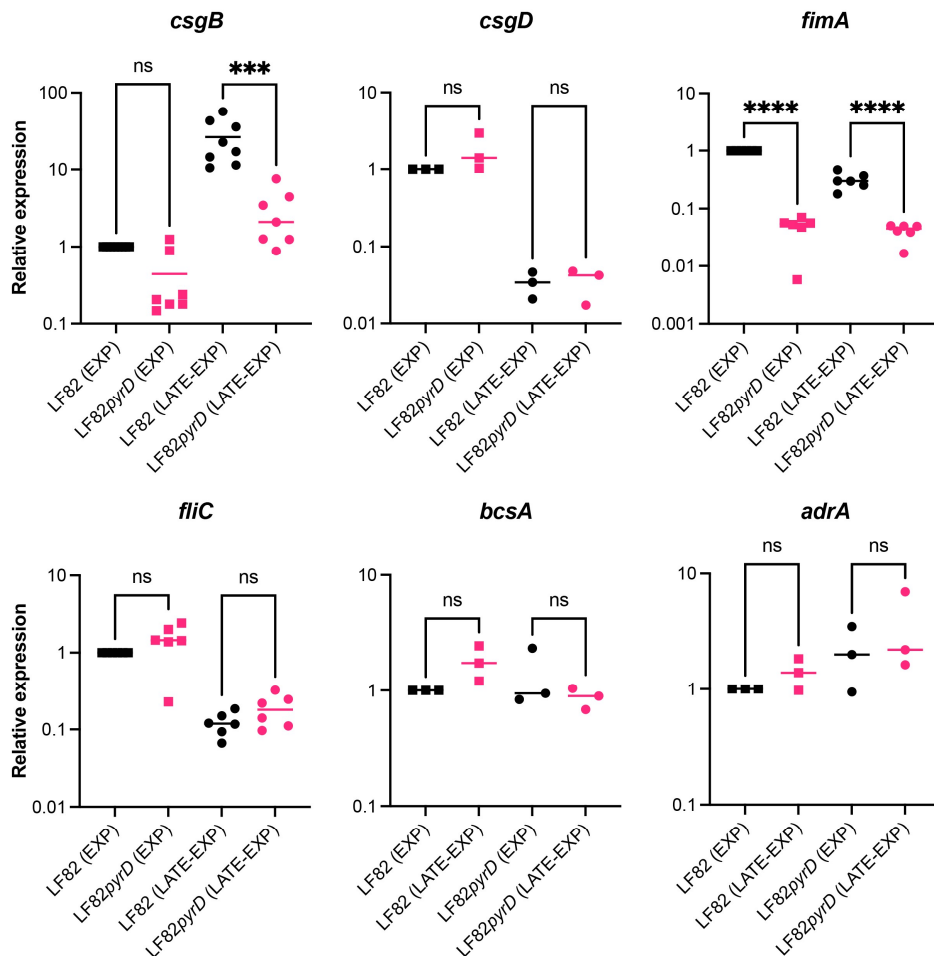 csgB
csgD
fimA
Relative expression
ns
***
100
10
1
0.1
LF82 (EXP)
LF82pyrD (EXP)
LF82 (LATE-EXP)
LF82pyrD (LATE-EXP)
ns
ns
10
1
0.1
0.01
LF82 (EXP)
LF82pyrD (EXP)
LF82 (LATE-EXP)
LF82pyrD (LATE-EXP)
****
****
10
1
0.1
0.01
0.001
LF82 (EXP)
LF82pyrD (EXP)
LF82 (LATE-EXP)
LF82pyrD (LATE-EXP)
fliC
bcsA
adrA
Relative expression
ns
ns
10
1
0.1
0.01
LF82 (EXP)
LF82pyrD (EXP)
LF82 (LATE-EXP)
LF82pyrD (LATE-EXP)
ns
ns
10
1
0.1
LF82 (EXP)
LF82 (LATE-EXP)
LF82pyrD (EXP)
LF82pyrD (LATE-EXP)
ns
ns
10
1
0.1
LF82 (EXP)
LF82 (LATE-EXP)
LF82pyrD (EXP)
LF82pyrD (LATE-EXP)